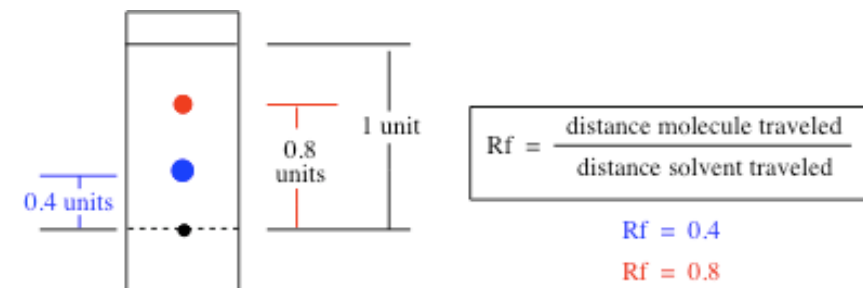 0.4 units
0.8
units
1 unit
Rf = distance molecule traveled
distance solvent traveled
Rf = 0.4
Rf = 0.8